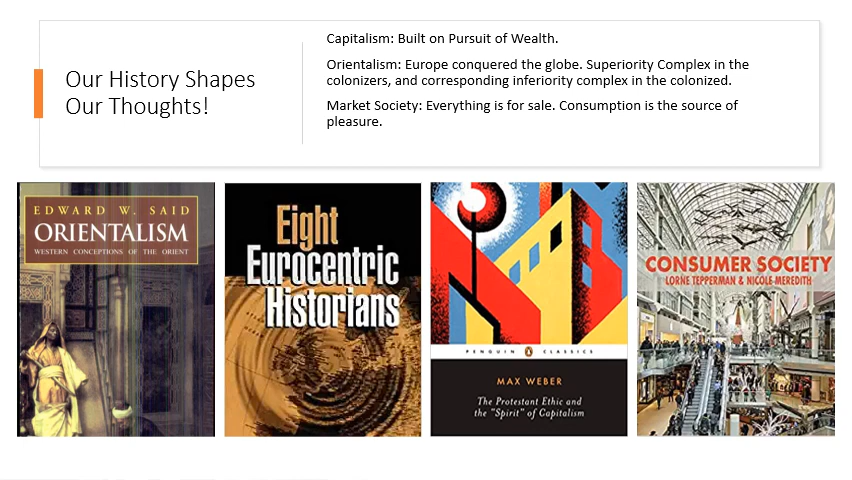 Our History Shapes
Our Thoughts!
Capitalism: Built on Pursuit of Wealth.
Orientalism: Europe conquered the globe. Superiority Complex in the
colonizers, and corresponding inferiority complex in the colonized.
Market Society: Everything is for sale. Consumption is the source of
pleasure.
EDWARD W. SAID
ORIENTALISM
WESTERN CONCEPTIONS OF THE ORIENT
Eight
Eurocentric
Historians
PENGUIN CLASSICS
MAX WEBER
The Protestant Ethic and
the "Spirit" of Capitalism
CONSUMER SOCIETY
LORNE TEPPERMAN & NICOLE MEREDITH